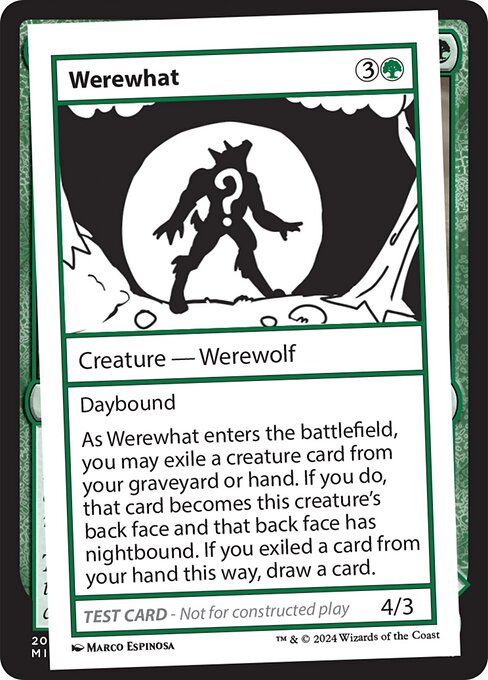 Werewhat
3
?
Creature — Werewolf
Daybound
As Werewhat enters the battlefield,
you may exile a creature card from
your graveyard or hand. If you do,
that card becomes this creature's
back face and that back face has
nightbound. If you exiled a card from
your hand this way, draw a card.
TEST CARD - Not for constructed play
4/3
MARCO ESPINOSA
™ & © 2024 Wizards of the Coast